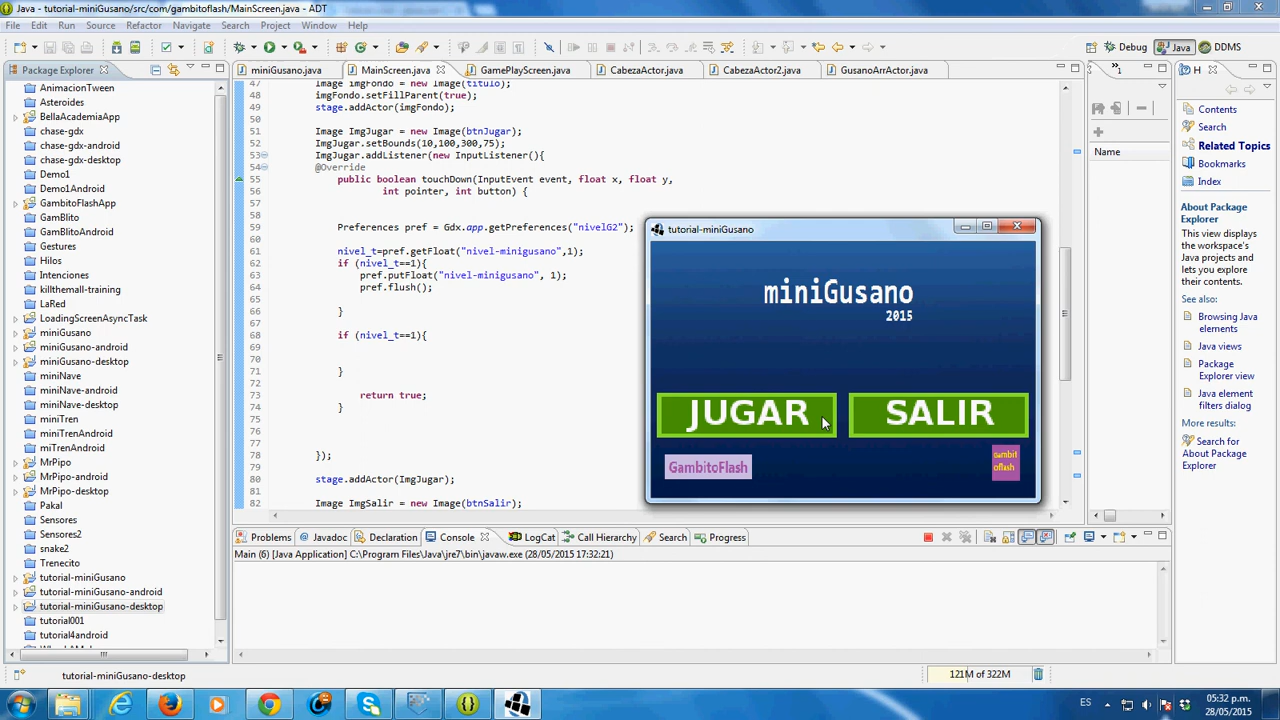 Java - tutorial-miniGusano/src/com/gambitoflash/MainScreen.java - ADT
File Edit Run Source Refactor Navigate Search Project Window Help
Debug Java DDMS
Package Explorer
AnimacionTween
Asteroides
BellaAcademiaApp
chase-gdx
chase-gdx-android
chase-gdx-desktop
Demo1
Demo1Android
GambitoFlashApp
GamBlito
GamBlitoAndroid
Gestures
Hilos
Intenciones
killthemall-training
LaRed
LoadingScreenAsyncTask
miniGusano
miniGusano-android
miniGusano-desktop
miniNave
miniNave-android
miniNave-desktop
miniTren
miniTrenAndroid
miTrenAndroid
MrPipo
MrPipo-android
MrPipo-desktop
Pakal
Sensores
Sensores2
snake2
Trenecito
tutorial-miniGusano
tutorial-miniGusano-android
tutorial-miniGusano-desktop
tutorial001
tutorial4android
miniGusano.java MainScreen.java GamePlayScreen.java CabezaActor.java CabezaActor2.java GusanoArrActor.java
47 Image imgFondo = new Image(titulo);
48 imgFondo.setFillParent(true);
49 stage.addActor(imgFondo);
50
51 Image ImgJugar = new Image(btnJugar);
52 ImgJugar.setBounds(10,100,300,75);
53 ImgJugar.addListener(new InputListener(){
54 @Override
55 public boolean touchDown(InputEvent event, float x, float y,
56 int pointer, int button) {
57
58
59 Preferences pref = Gdx.app.getPreferences("nivelG2");
60
61 nivel_t=pref.getFloat("nivel-minigusano",1);
62 if (nivel_t==1){
63 pref.putFloat("nivel-minigusano", 1);
64 pref.flush();
65
66 }
67
68 if (nivel_t==1){
69
70
71 }
72
73 return true;
74 }
75
76
77
78 });
79
80 stage.addActor(ImgJugar);
81
82 Image ImgSalir = new Image(btnSalir);
tutorial-miniGusano
miniGusano
2015
JUGAR SALIR
GambitoFlash
Gambit
oflash
»1
Name
H
Contents
Search
Related Topics
Bookmarks
Index
About Package
Explorer
This view displays
the workspace's
Java projects and
lets you explore
their contents.
See also:
Browsing Java
elements
Java views
Package
Explorer view
Java element
filters dialog
More results:
Search for
About Package
Explorer
Problems Javadoc Declaration Console LogCat Call Hierarchy Search Progress
Main (6) [Java Application] C:\Program Files\Java\jre7\bin\javaw.exe (28/05/2015 17:32:21)
tutorial-miniGusano-desktop
121M of 322M
ES
05:32 p.m.
28/05/2015